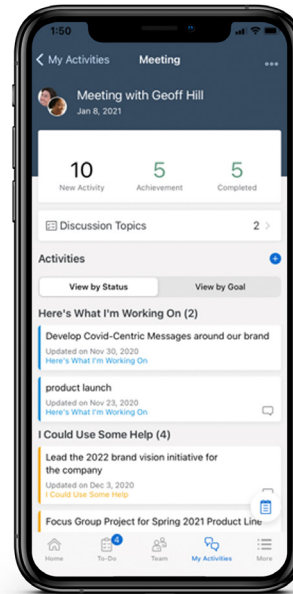 1:50
My Activities
Meeting
Meeting with Geoff Hill
Jan 8, 2021
10
5
5
New Activity
Achievement
Completed
Discussion Topics
2
Activities
View by Status
View by Goal
Here's What I'm Working On (2)
Develop Covid-Centric Messages around our brand
Updated on Nov 30, 2020
Here's What I'm Working On
product launch
Updated on Nov 23, 2020
Here's What I'm Working On
I Could Use Some Help (4)
Lead the 2022 brand vision initiative for
the company
Updated on Dec 3, 2020
I Could Use Some Help
Focus Group Project for Spring 2021 Product Line
4
Home
To-Do
Team
My Activities
More